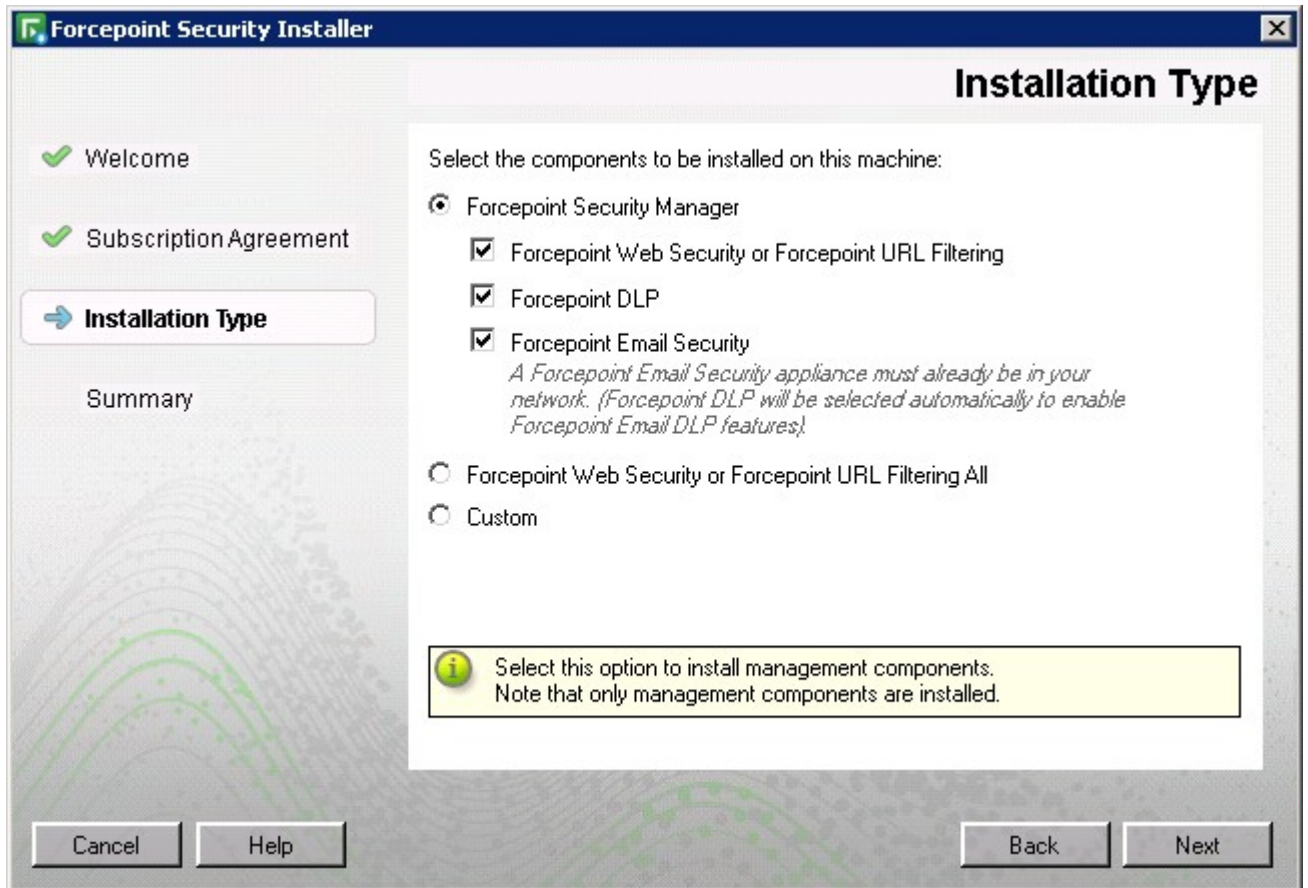 Forcepoint Security Installer
Installation Type
Welcome
Subscription Agreement
Installation Type
Summary
Select the components to be installed on this machine:
Forcepoint Security Manager
Forcepoint Web Security or Forcepoint URL Filtering
Forcepoint DLP
Forcepoint Email Security
A Forcepoint Email Security appliance must already be in your
network. (Forcepoint DLP will be selected automatically to enable
Forcepoint Email DLP features).
Forcepoint Web Security or Forcepoint URL Filtering All
Custom
Select this option to install management components.
Note that only management components are installed.
Cancel
Help
Back
Next